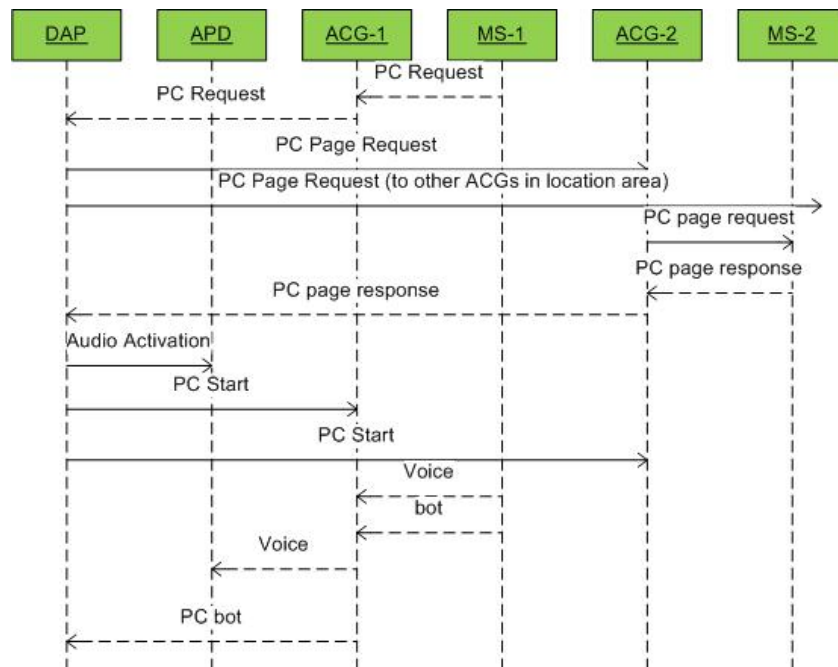 DAP APD ACG-1 MS-1 ACG-2 MS-2
PC Request
PC Request
PC Page Request
PC Page Request (to other ACGs in location area)
PC page request
PC page response
PC page response
Audio Activation
PC Start
PC Start
Voice
bot
Voice
PC bot